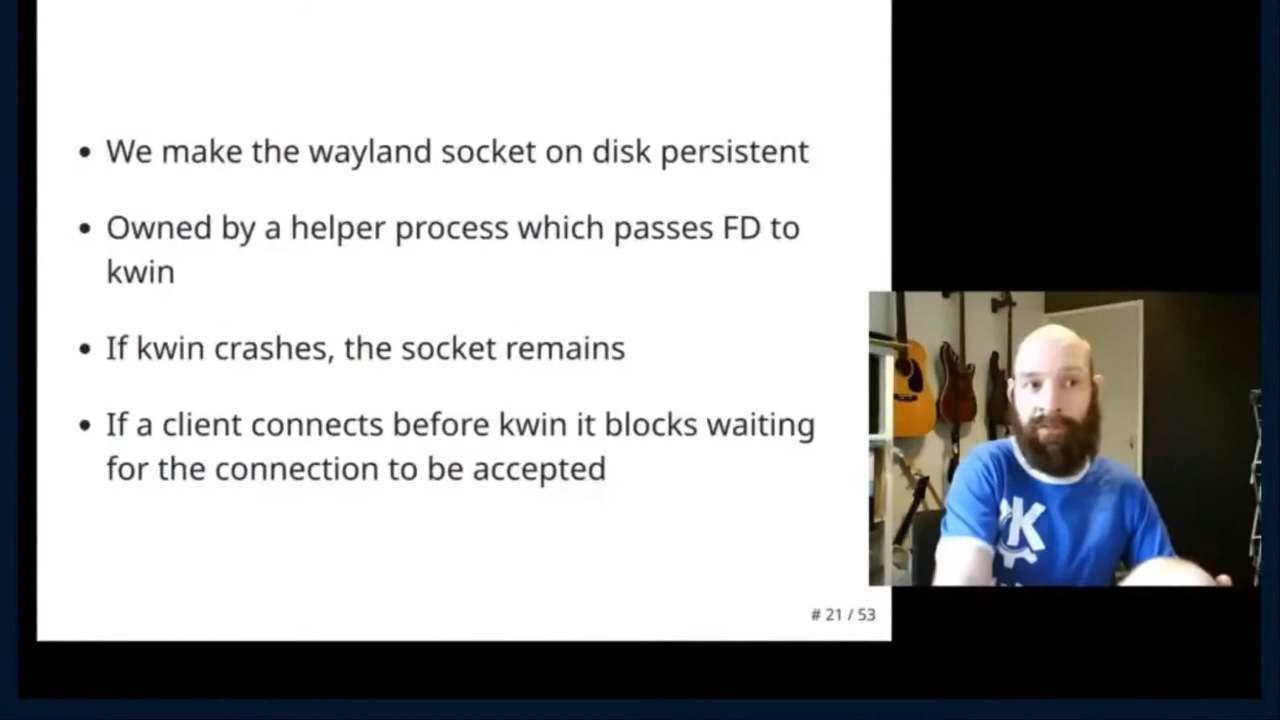 We make the wayland socket on disk persistent
Owned by a helper process which passes FD to
kwin
If kwin crashes, the socket remains
If a client connects before kwin it blocks waiting
for the connection to be accepted
# 21 / 53
K